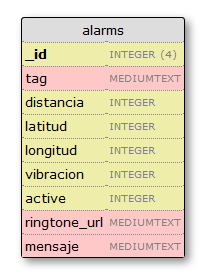 alarms
_id INTEGER (4)
tag MEDIUMTEXT
distancia INTEGER
latitud INTEGER
longitud INTEGER
vibracion INTEGER
active INTEGER
ringtone_url MEDIUMTEXT
mensaje MEDIUMTEXT